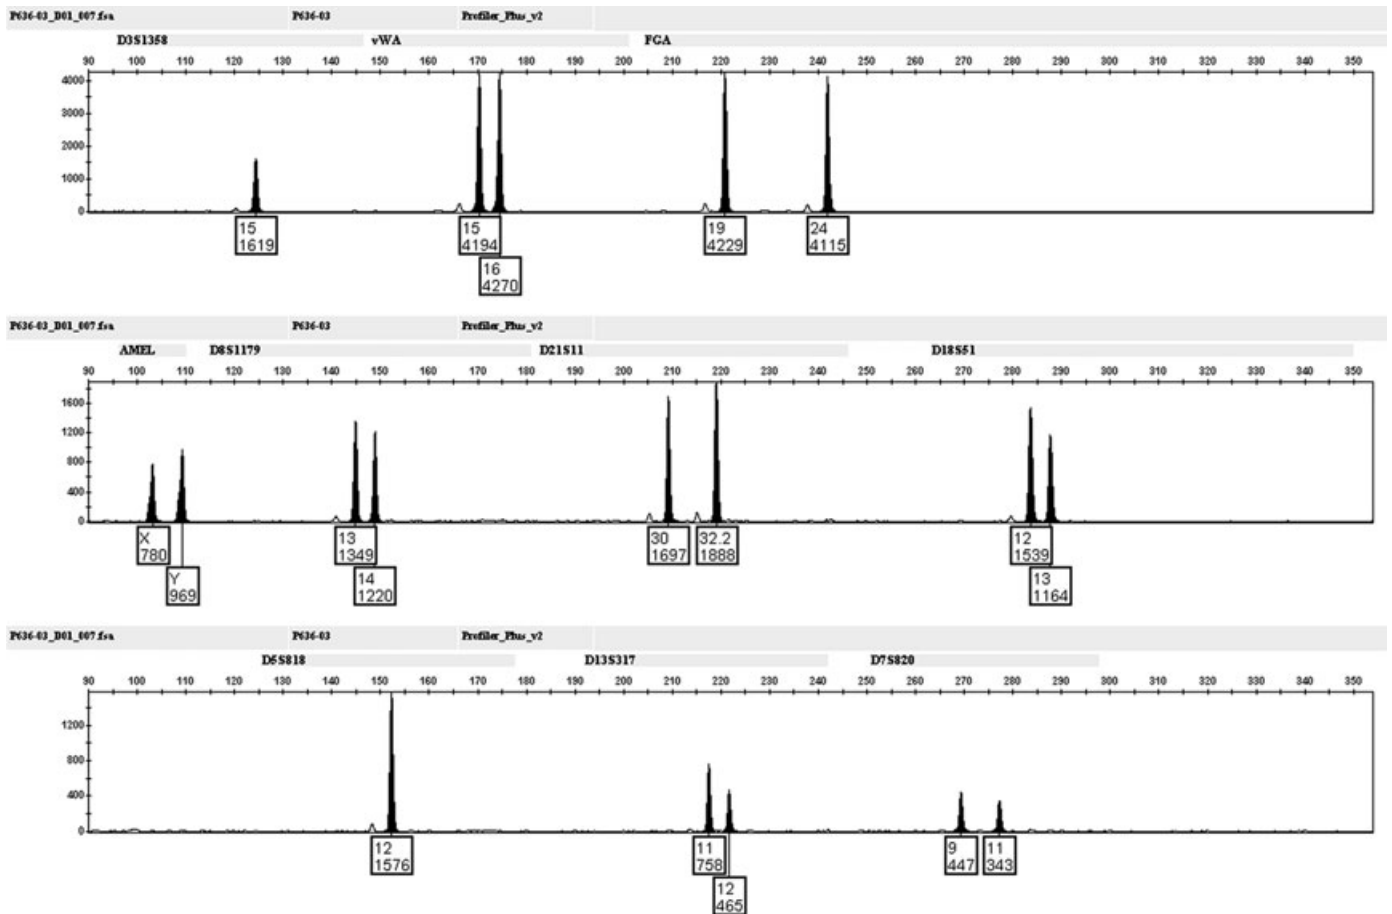 P636-03_D01_007.fsa P636-03 Profiler_Plus_v2
D3S1358 vWA FGA
90 100 110 120 130 140 150 160 170 180 190 200 210 220 230 240 250 260 270 280 290 300 310 320 330 340 350
4000
3000
2000
1000
0
15 15 19 24
1619 4194 4229 4115
16
4270
P636-03_D01_007.fsa P636-03 Profiler_Plus_v2
AMEL D8S1179 D21S11 D18S51
90 100 110 120 130 140 150 160 170 180 190 200 210 220 230 240 250 260 270 280 290 300 310 320 330 340 350
1600
1200
800
400
0
X 13 30 32.2 12
780 1349 1697 1888 1539
Y 14 13
969 1220 1164
P636-03_D01_007.fsa P636-03 Profiler_Plus_v2
D5S818 D13S317 D7S820
90 100 110 120 130 140 150 160 170 180 190 200 210 220 230 240 250 260 270 280 290 300 310 320 330 340 350
1200
800
400
0
12 11 9 11
1576 758 447 343
12
465